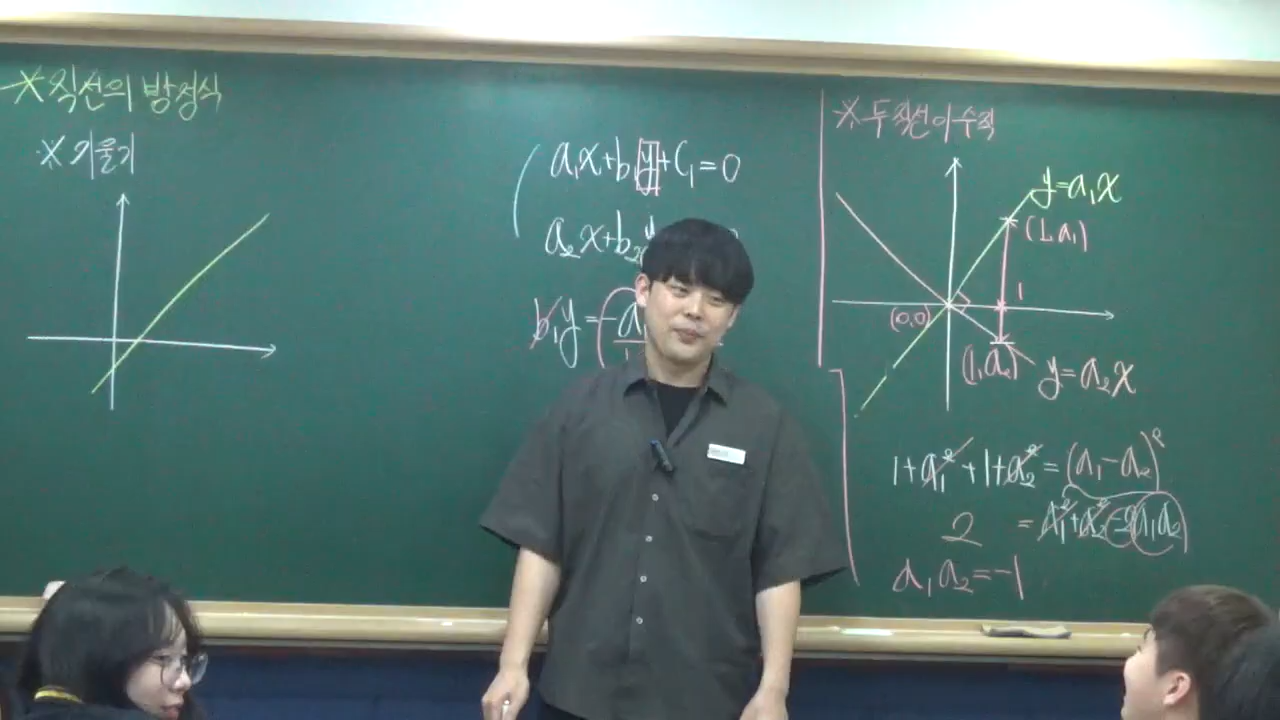 ※직선의 방정식
※기울기
a₁x+b₁y+C₁=0
a₂x+b₂y
b₁y=-a₁
※두 직선이 수직
y=a₁x
(1,a₁)
1
(0,0)
(1,a₂)
y=a₂x
1+a₁²+1+a₂²=(a₁-a₂)²
2 =a₁²+a₂²-2a₁a₂
a₁a₂=-1